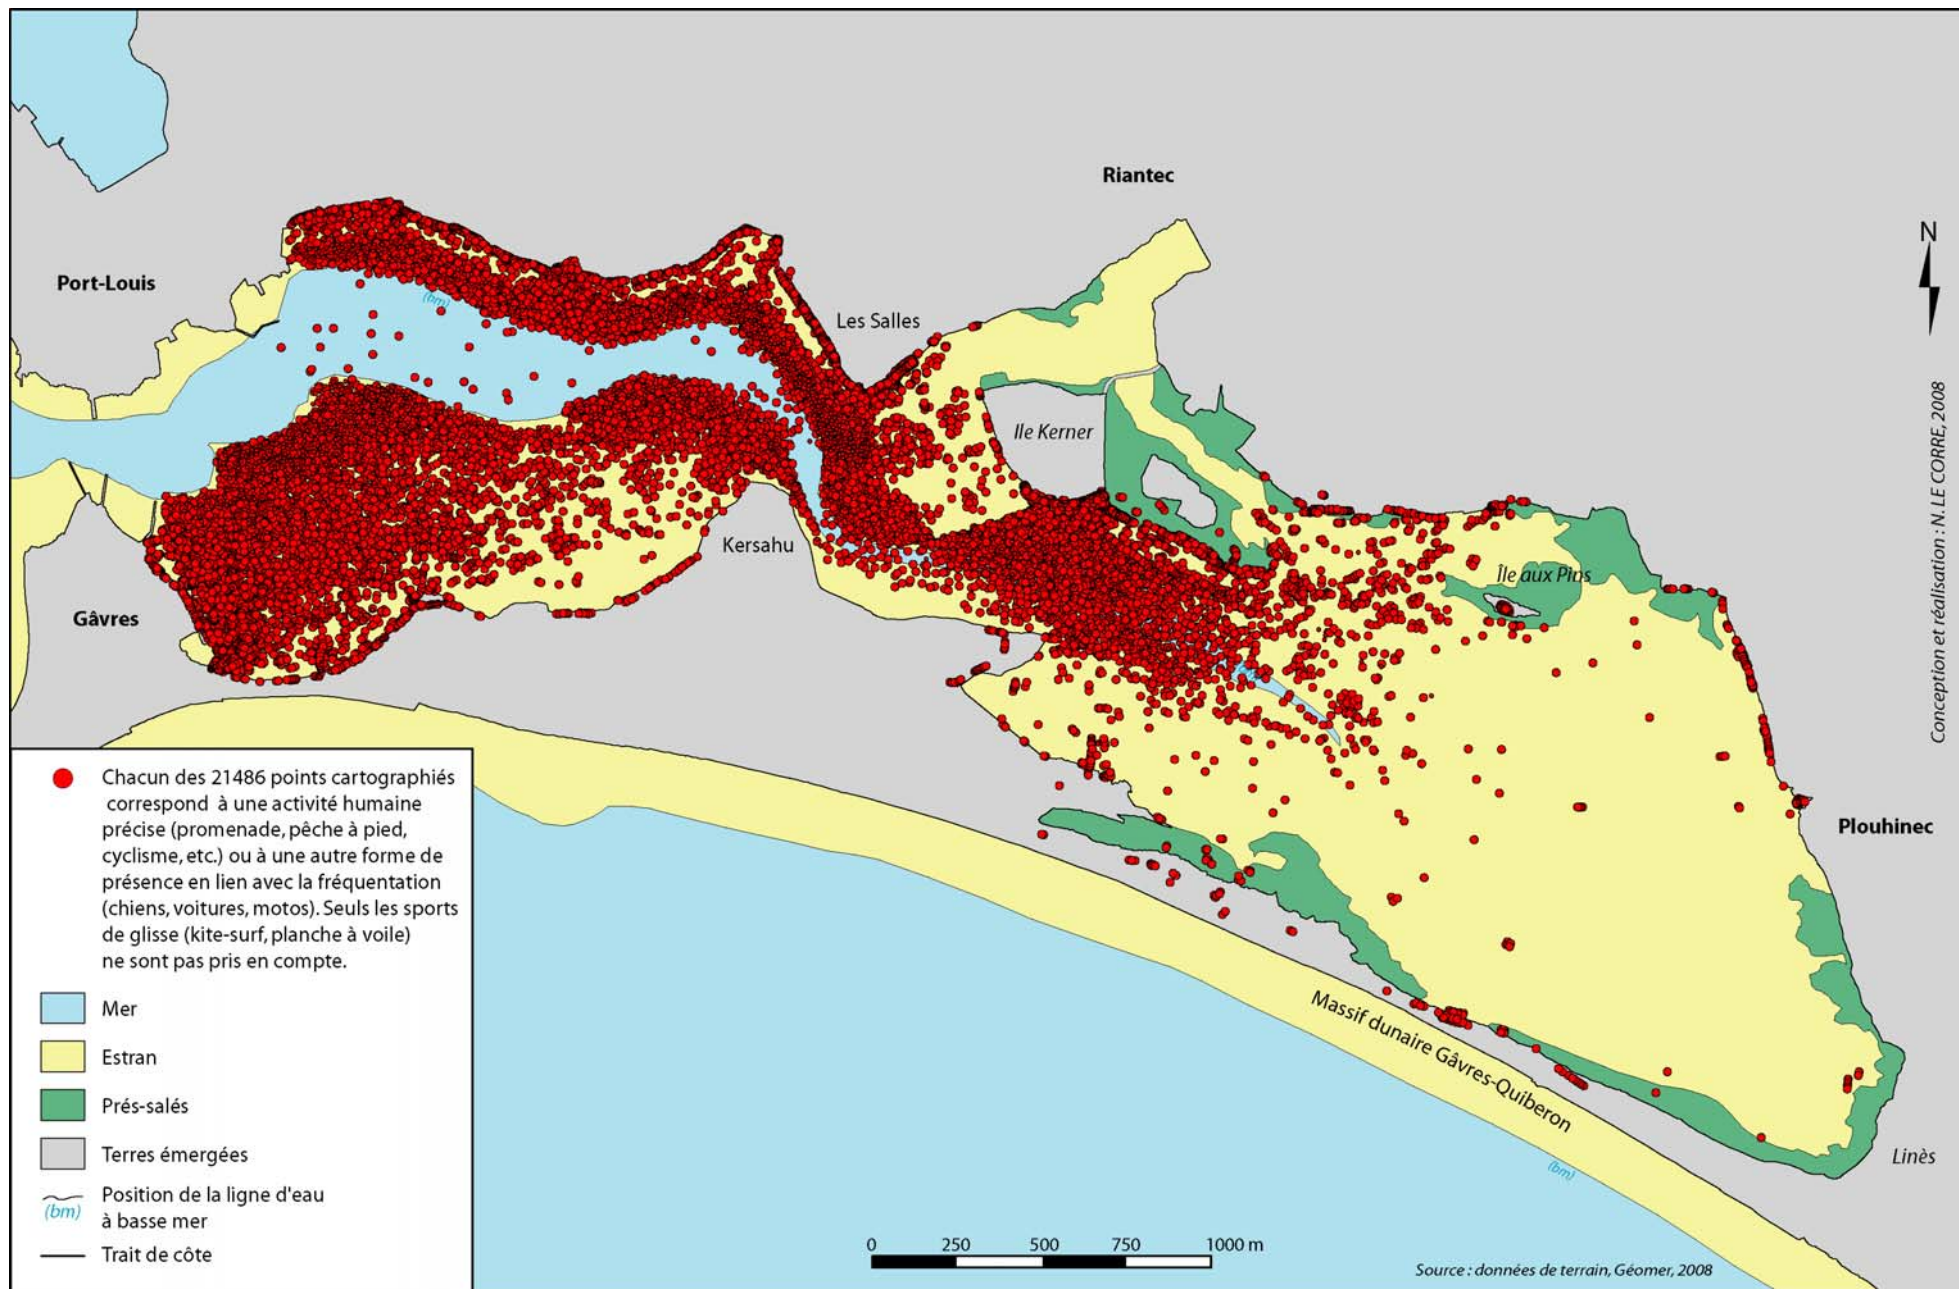 Riantec
N
Port-Louis
(bm)
Les Salles
Ile Kerner
Kersahu
Île aux Pins
Gâvres
Plouhinec
Massif dunaire Gâvres-Quiberon
Linès
(bm)
Conception et réalisation : N. LE CORRE, 2008
Chacun des 21486 points cartographiés
correspond à une activité humaine
précise (promenade, pêche à pied,
cyclisme, etc.) ou à une autre forme de
présence en lien avec la fréquentation
(chiens, voitures, motos). Seuls les sports
de glisse (kite-surf, planche à voile)
ne sont pas pris en compte.
Mer
Estran
Prés-salés
Terres émergées
Position de la ligne d'eau
(bm)
à basse mer
Trait de côte
0 250 500 750 1000 m
Source : données de terrain, Géomer, 2008